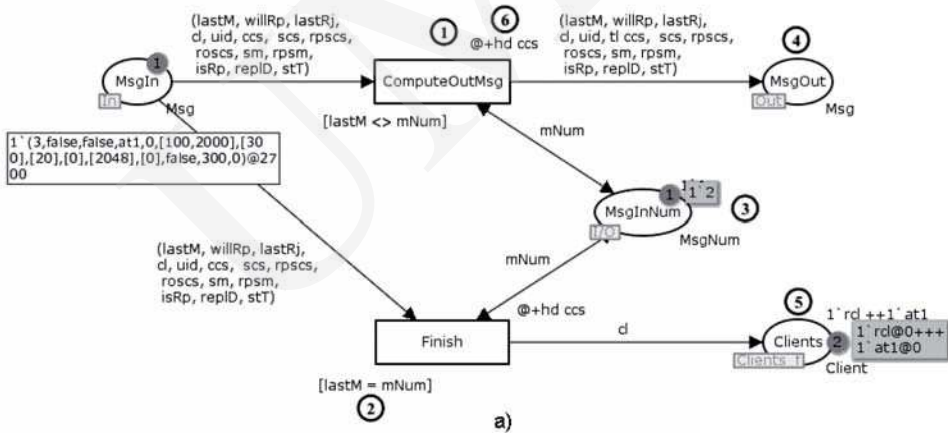 (lastM, willRp, lastRj,
cl, uid, ccs, scs, rpscs,
roscs, sm, rpsm,
isRp, replD, stT)
1
6
@+hd ccs
(lastM, willRp, lastRj,
cl, uid, tl ccs, scs, rpscs,
roscs, sm, rpsm,
isRp, replD, stT)
4
MsgIn
1
In
Msg
ComputeOutMsg
[lastM <> mNum]
MsgOut
Out
Msg
1`(3,false,false,at1,0,[100,2000],[30
0],[20],[0],[2048],[0],false,300,0)@27
00
mNum
MsgInNum
1
1`2
I/O
MsgNum
3
(lastM, willRp, lastRj,
cl, uid, ccs, scs, rpscs,
roscs, sm, rpsm,
isRp, replD, stT)
mNum
@+hd ccs
Finish
[lastM = mNum]
2
cl
5
1`rcl ++1`at1
Clients
2
1`rcl@0+++
1`at1@0
Clients_f
Client
a)